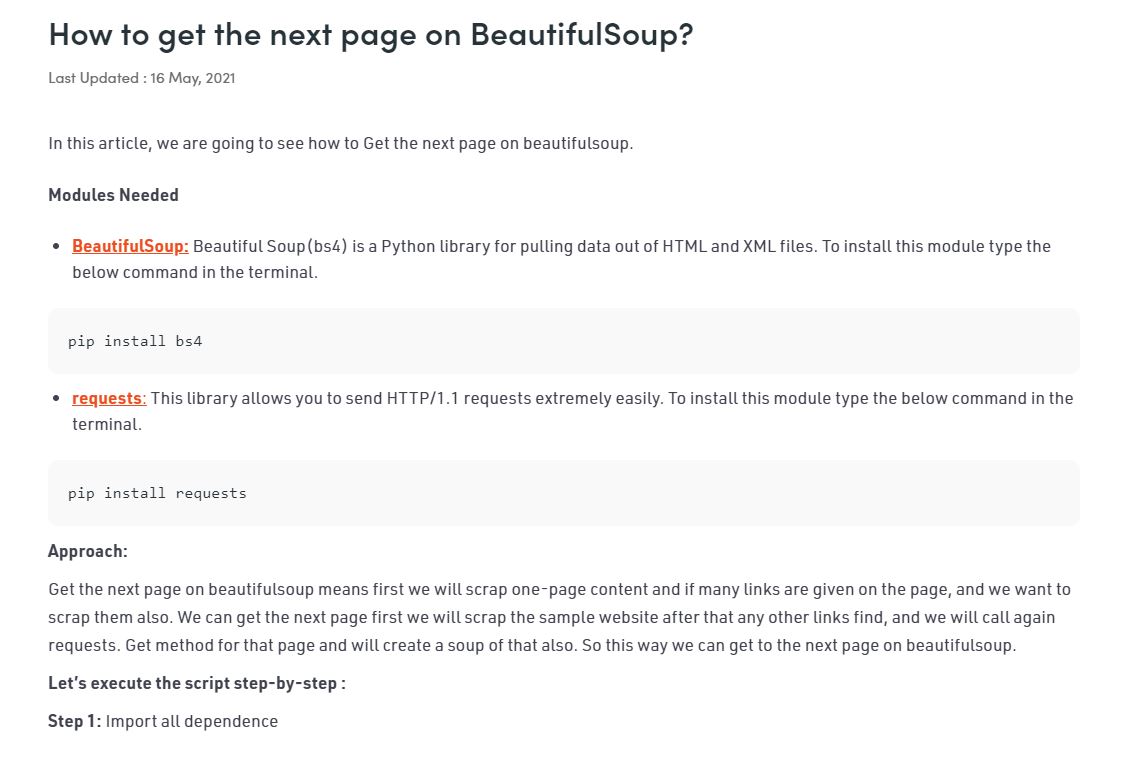 How to get the next page on BeautifulSoup?
Last Updated : 16 May, 2021
In this article, we are going to see how to Get the next page on beautifulsoup.
Modules Needed
• BeautifulSoup: Beautiful Soup(bs4) is a Python library for pulling data out of HTML and XML files. To install this module type the
below command in the terminal.
pip install bs4
• requests: This library allows you to send HTTP/1.1 requests extremely easily. To install this module type the below command in the
terminal.
pip install requests
Approach:
Get the next page on beautifulsoup means first we will scrap one-page content and if many links are given on the page, and we want to
scrap them also. We can get the next page first we will scrap the sample website after that any other links find, and we will call again
requests. Get method for that page and will create a soup of that also. So this way we can get to the next page on beautifulsoup.
Let’s execute the script step-by-step :
Step 1: Import all dependence